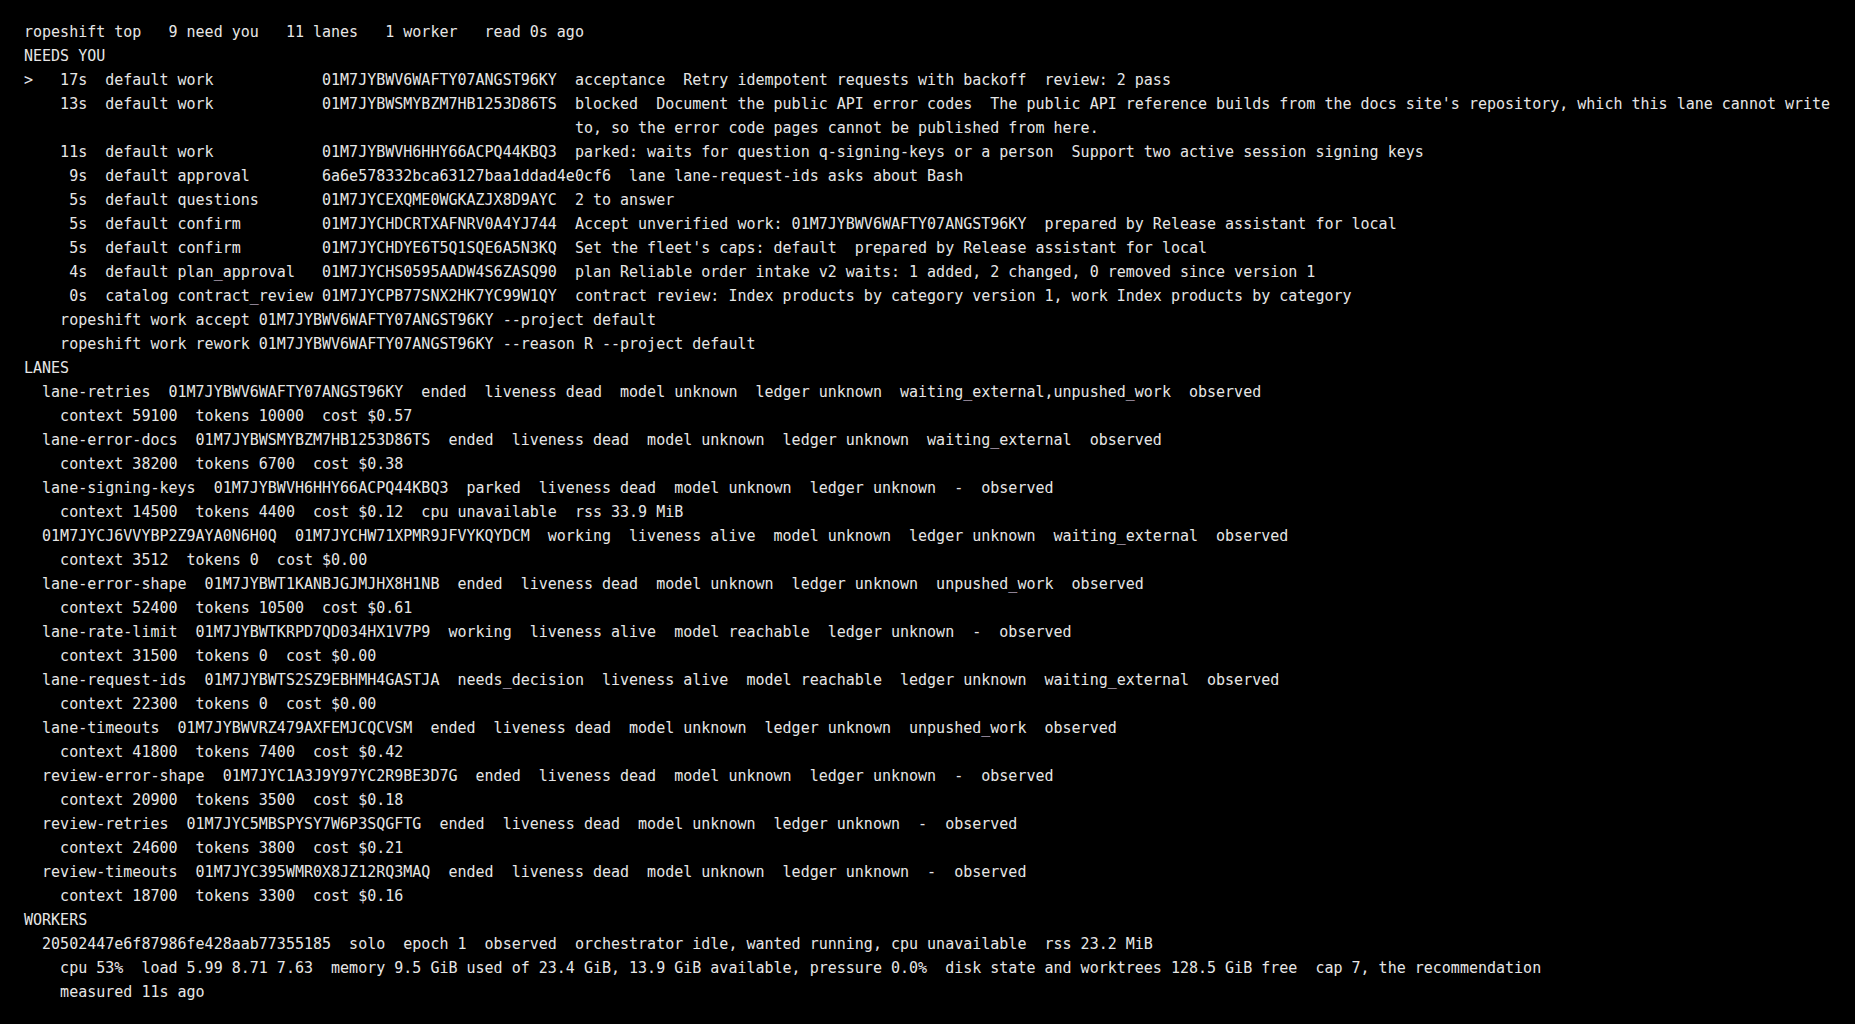 ropeshift top   9 need you   11 lanes   1 worker   read 0s ago
NEEDS YOU
>   17s  default work            01M7JYBWV6WAFTY07ANGST96KY  acceptance  Retry idempotent requests with backoff  review: 2 pass
    13s  default work            01M7JYBWSMYBZM7HB1253D86TS  blocked  Document the public API error codes  The public API reference builds from the docs site's repository, which this lane cannot write
                                                             to, so the error code pages cannot be published from here.
    11s  default work            01M7JYBWVH6HHY66ACPQ44KBQ3  parked: waits for question q-signing-keys or a person  Support two active session signing keys
     9s  default approval        6a6e578332bca63127baa1ddad4e0cf6  lane lane-request-ids asks about Bash
     5s  default questions       01M7JYCEXQME0WGKAZJX8D9AYC  2 to answer
     5s  default confirm         01M7JYCHDCRTXAFNRV0A4YJ744  Accept unverified work: 01M7JYBWV6WAFTY07ANGST96KY  prepared by Release assistant for local
     5s  default confirm         01M7JYCHDYE6T5Q1SQE6A5N3KQ  Set the fleet's caps: default  prepared by Release assistant for local
     4s  default plan_approval   01M7JYCHS0595AADW4S6ZASQ90  plan Reliable order intake v2 waits: 1 added, 2 changed, 0 removed since version 1
     0s  catalog contract_review 01M7JYCPB77SNX2HK7YC99W1QY  contract review: Index products by category version 1, work Index products by category
    ropeshift work accept 01M7JYBWV6WAFTY07ANGST96KY --project default
    ropeshift work rework 01M7JYBWV6WAFTY07ANGST96KY --reason R --project default
LANES
  lane-retries  01M7JYBWV6WAFTY07ANGST96KY  ended  liveness dead  model unknown  ledger unknown  waiting_external,unpushed_work  observed
    context 59100  tokens 10000  cost $0.57
  lane-error-docs  01M7JYBWSMYBZM7HB1253D86TS  ended  liveness dead  model unknown  ledger unknown  waiting_external  observed
    context 38200  tokens 6700  cost $0.38
  lane-signing-keys  01M7JYBWVH6HHY66ACPQ44KBQ3  parked  liveness dead  model unknown  ledger unknown  -  observed
    context 14500  tokens 4400  cost $0.12  cpu unavailable  rss 33.9 MiB
  01M7JYCJ6VVYBP2Z9AYA0N6H0Q  01M7JYCHW71XPMR9JFVYKQYDCM  working  liveness alive  model unknown  ledger unknown  waiting_external  observed
    context 3512  tokens 0  cost $0.00
  lane-error-shape  01M7JYBWT1KANBJGJMJHX8H1NB  ended  liveness dead  model unknown  ledger unknown  unpushed_work  observed
    context 52400  tokens 10500  cost $0.61
  lane-rate-limit  01M7JYBWTKRPD7QD034HX1V7P9  working  liveness alive  model reachable  ledger unknown  -  observed
    context 31500  tokens 0  cost $0.00
  lane-request-ids  01M7JYBWTS2SZ9EBHMH4GASTJA  needs_decision  liveness alive  model reachable  ledger unknown  waiting_external  observed
    context 22300  tokens 0  cost $0.00
  lane-timeouts  01M7JYBWVRZ479AXFEMJCQCVSM  ended  liveness dead  model unknown  ledger unknown  unpushed_work  observed
    context 41800  tokens 7400  cost $0.42
  review-error-shape  01M7JYC1A3J9Y97YC2R9BE3D7G  ended  liveness dead  model unknown  ledger unknown  -  observed
    context 20900  tokens 3500  cost $0.18
  review-retries  01M7JYC5MBSPYSY7W6P3SQGFTG  ended  liveness dead  model unknown  ledger unknown  -  observed
    context 24600  tokens 3800  cost $0.21
  review-timeouts  01M7JYC395WMR0X8JZ12RQ3MAQ  ended  liveness dead  model unknown  ledger unknown  -  observed
    context 18700  tokens 3300  cost $0.16
WORKERS
  20502447e6f87986fe428aab77355185  solo  epoch 1  observed  orchestrator idle, wanted running, cpu unavailable  rss 23.2 MiB
    cpu 53%  load 5.99 8.71 7.63  memory 9.5 GiB used of 23.4 GiB, 13.9 GiB available, pressure 0.0%  disk state and worktrees 128.5 GiB free  cap 7, the recommendation
    measured 11s ago